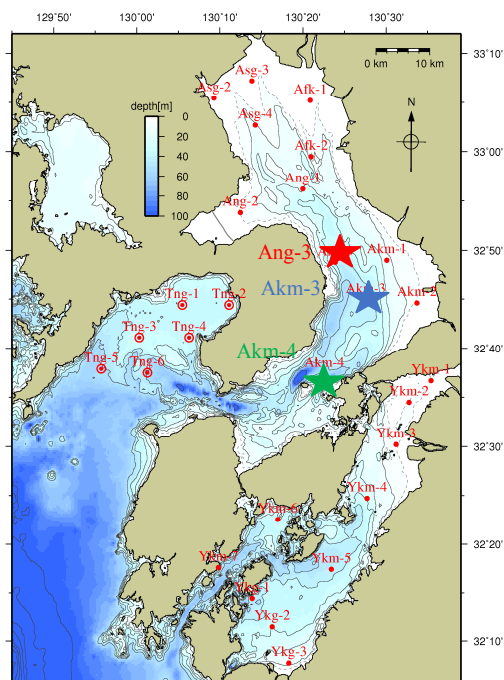 129˚50' 130˚00' 130˚10' 130˚20' 130˚30'
33˚10'
0 km 10 km
Asg-3
Asg-2
Afk-1
depth[m]
0
20
40
60
80
100
Asg-4
N
Afk-2
33˚00'
Ang-1
Ang-2
Ang-3
Akm-1
32˚50'
Akm-3
Akm-3
Akm-2
Tng-1 Tng-2
Tng-3 Tng-4
Akm-4
Akm-4
32˚40'
Tng-5 Tng-6
Ykm-1
Ykm-2
Ykm-3
32˚30'
Ykm-4
Ykm-6
32˚20'
Ykm-7
Ykm-5
Ykg-1
Ykg-2
32˚10'
Ykg-3